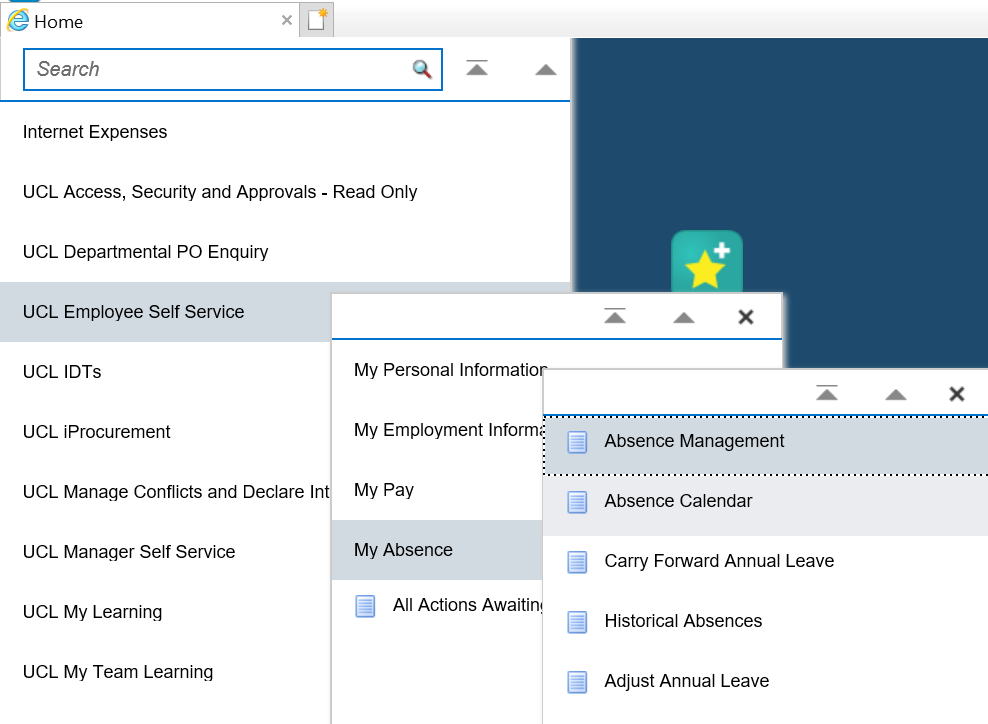 Home
Search
Internet Expenses
UCL Access, Security and Approvals - Read Only
UCL Departmental PO Enquiry
UCL Employee Self Service
UCL IDTs
UCL iProcurement
UCL Manage Conflicts and Declare Int
UCL Manager Self Service
UCL My Learning
UCL My Team Learning
My Personal Information
My Employment Informa
My Pay
My Absence
All Actions Awaiting
Absence Management
Absence Calendar
Carry Forward Annual Leave
Historical Absences
Adjust Annual Leave